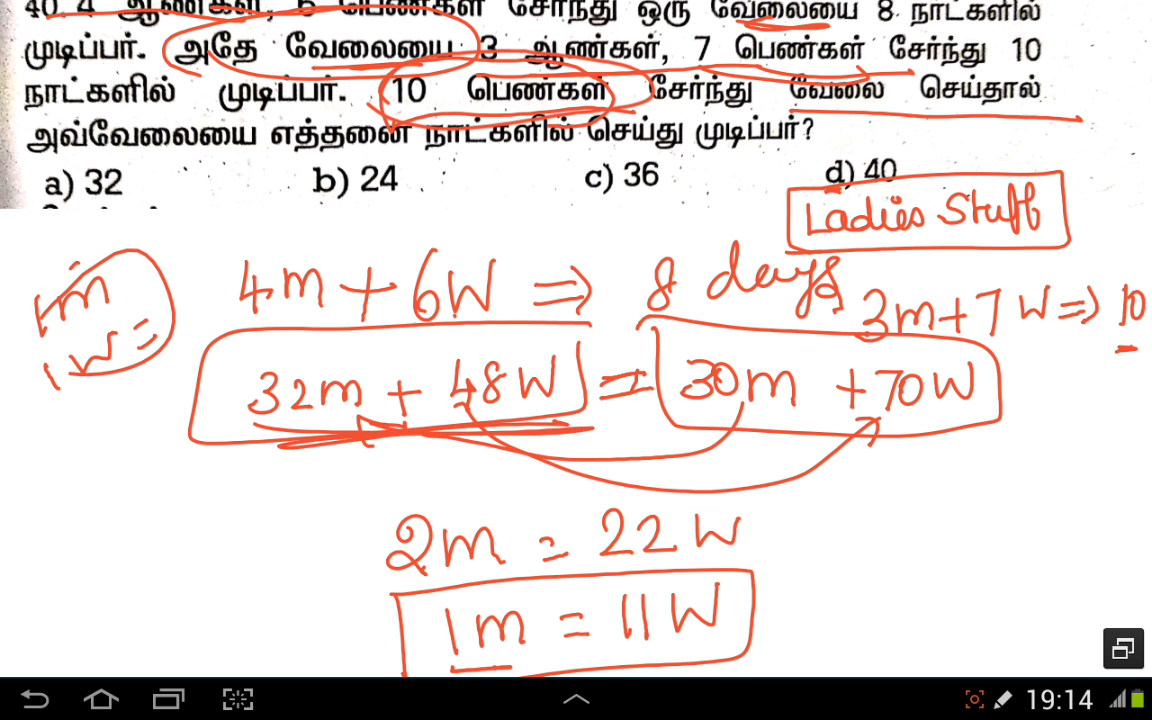 40. 4 ஆண்கள், 6 பெண்கள் சேர்ந்து ஒரு வேலையை 8 நாட்களில்
முடிப்பர். அதே வேலையை 3 ஆண்கள், 7 பெண்கள் சேர்ந்து 10
நாட்களில் முடிப்பர். 10 பெண்கள் சேர்ந்து வேலை செய்தால்
அவ்வேலையை எத்தனை நாட்களில் செய்து முடிப்பர்?
a) 32 b) 24 c) 36 d) 40
Ladies Stuff
m
1W=
4m + 6W => 8 days
3m+7W=) 10
32m + 48W = 30m + 70W
2m = 22W
1m = 11W
19:14